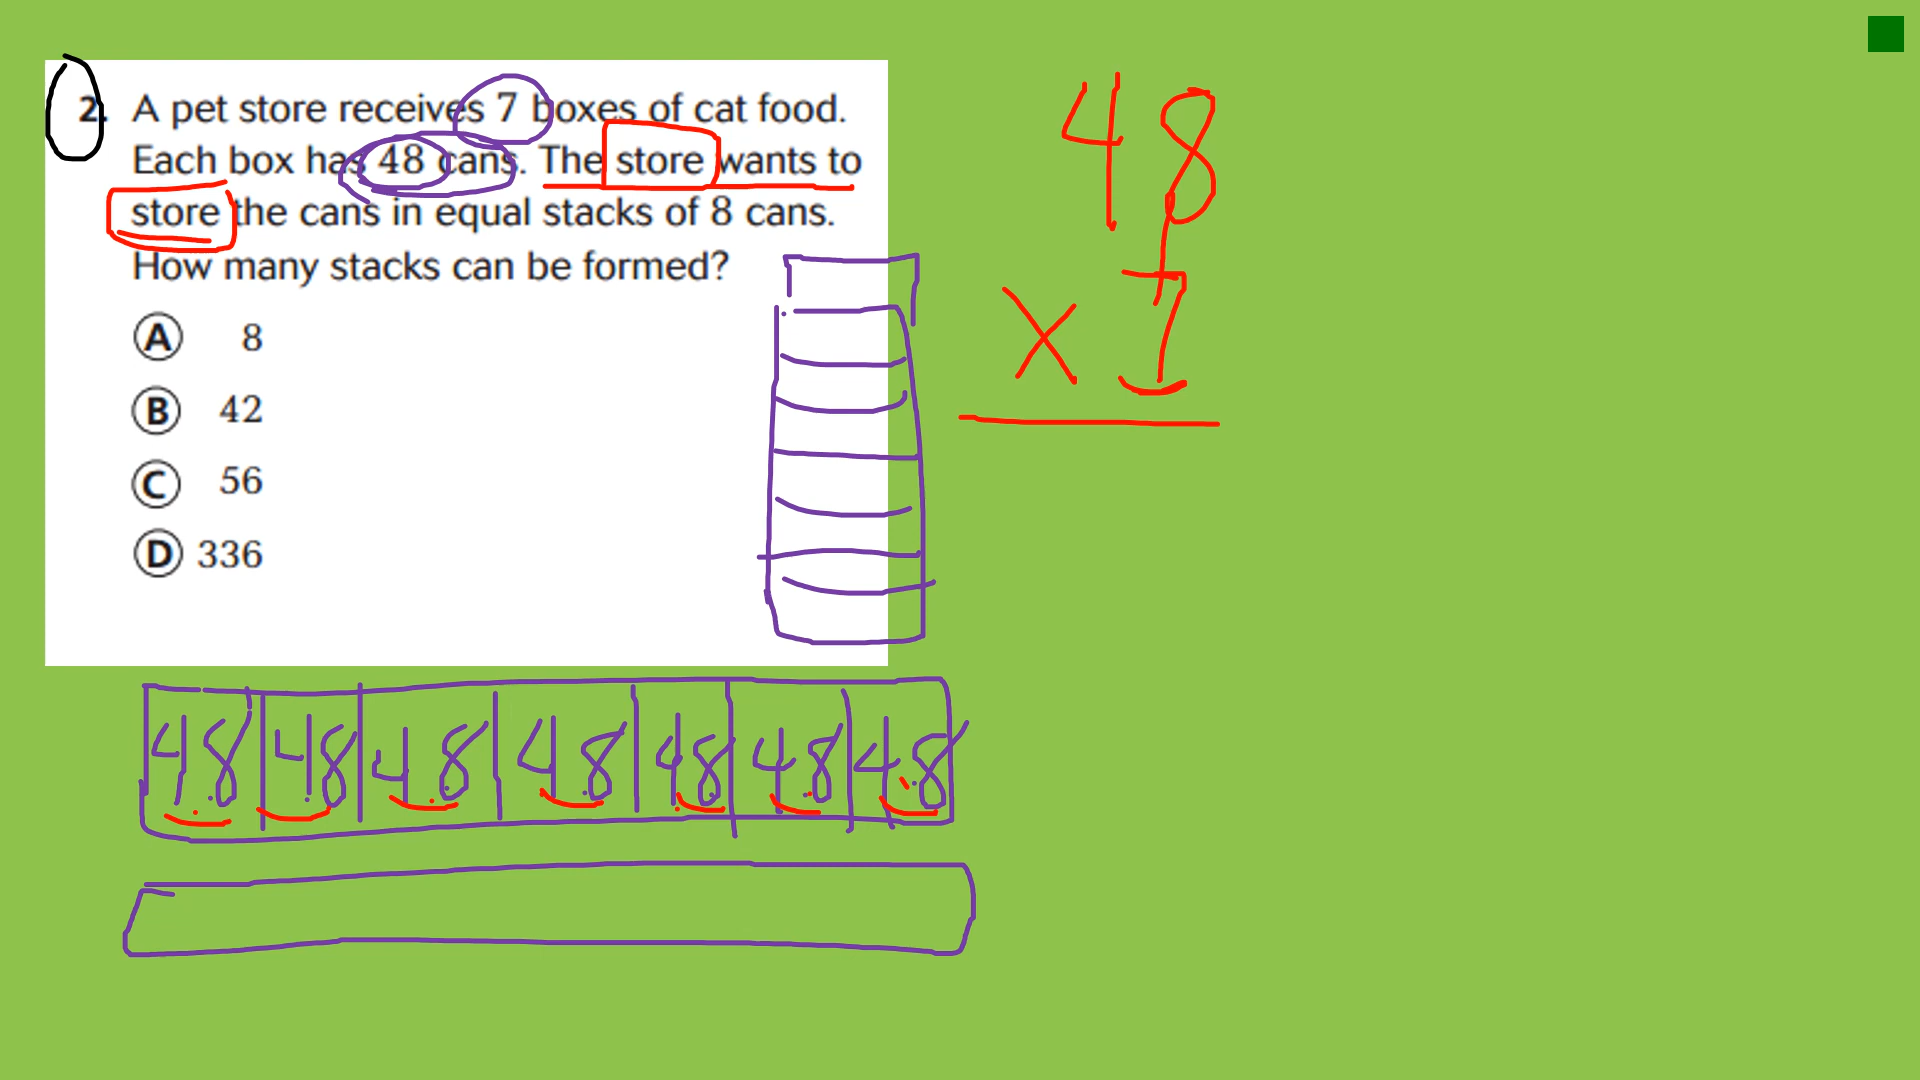 2. A pet store receives 7 boxes of cat food.
Each box has 48 cans. The store wants to
store the cans in equal stacks of 8 cans.
How many stacks can be formed?
A 8
B 42
C 56
D 336
48
x 7
48 48 48 48 48 48 48